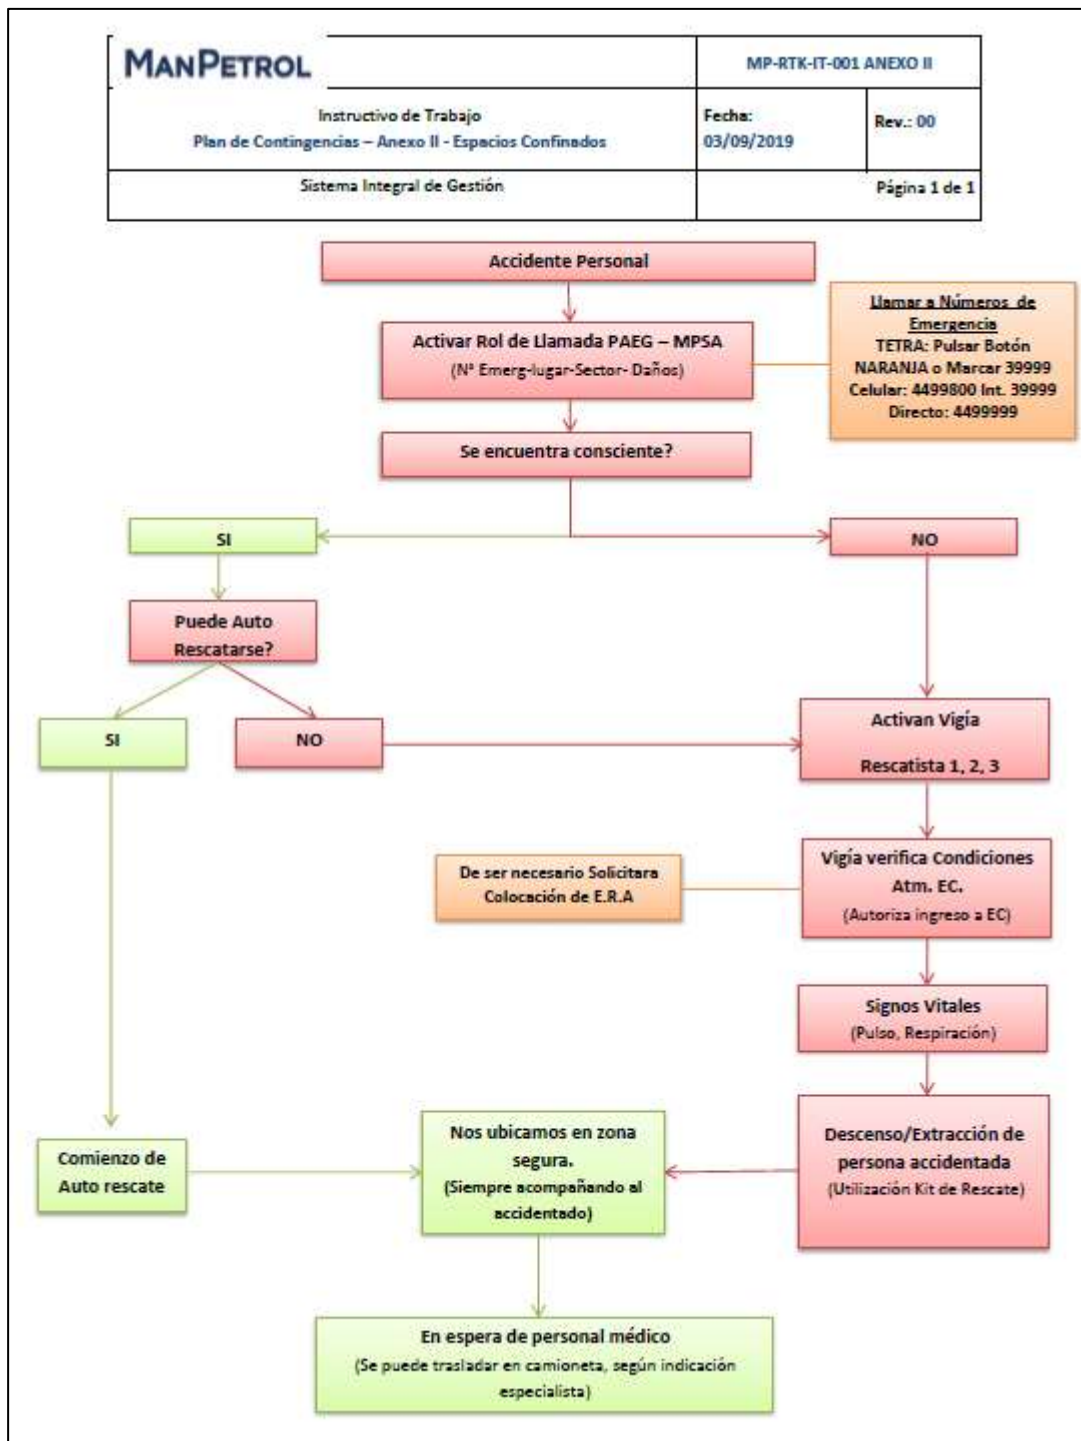 MANPETROL
MP-RTK-IT-001 ANEXO II
Instructivo de Trabajo
Plan de Contingencias – Anexo II - Espacios Confinados
Fecha:
03/09/2019
Rev.: 00
Sistema Integral de Gestión
Página 1 de 1
Accidente Personal
Activar Rol de Llamada PAEG – MPSA
(N° Emerg-lugar-Sector- Daños)
Llamar a Números de
Emergencia
TETRA: Pulsar Botón
NARANJA o Marcar 39999
Celular: 4499800 Int. 39999
Directo: 4499999
Se encuentra consciente?
SI
NO
Puede Auto
Rescatarse?
SI
NO
Activan Vigía
Rescatista 1, 2, 3
De ser necesario Solicitara
Colocación de E.R.A
Vigía verifica Condiciones
Atm. EC.
(Autoriza ingreso a EC)
Signos Vitales
(Pulso, Respiración)
Descenso/Extracción de
persona accidentada
(Utilización Kit de Rescate)
Comienzo de
Auto rescate
Nos ubicamos en zona
segura.
(Siempre acompañando al
accidentado)
En espera de personal médico
(Se puede trasladar en camioneta, según indicación
especialista)